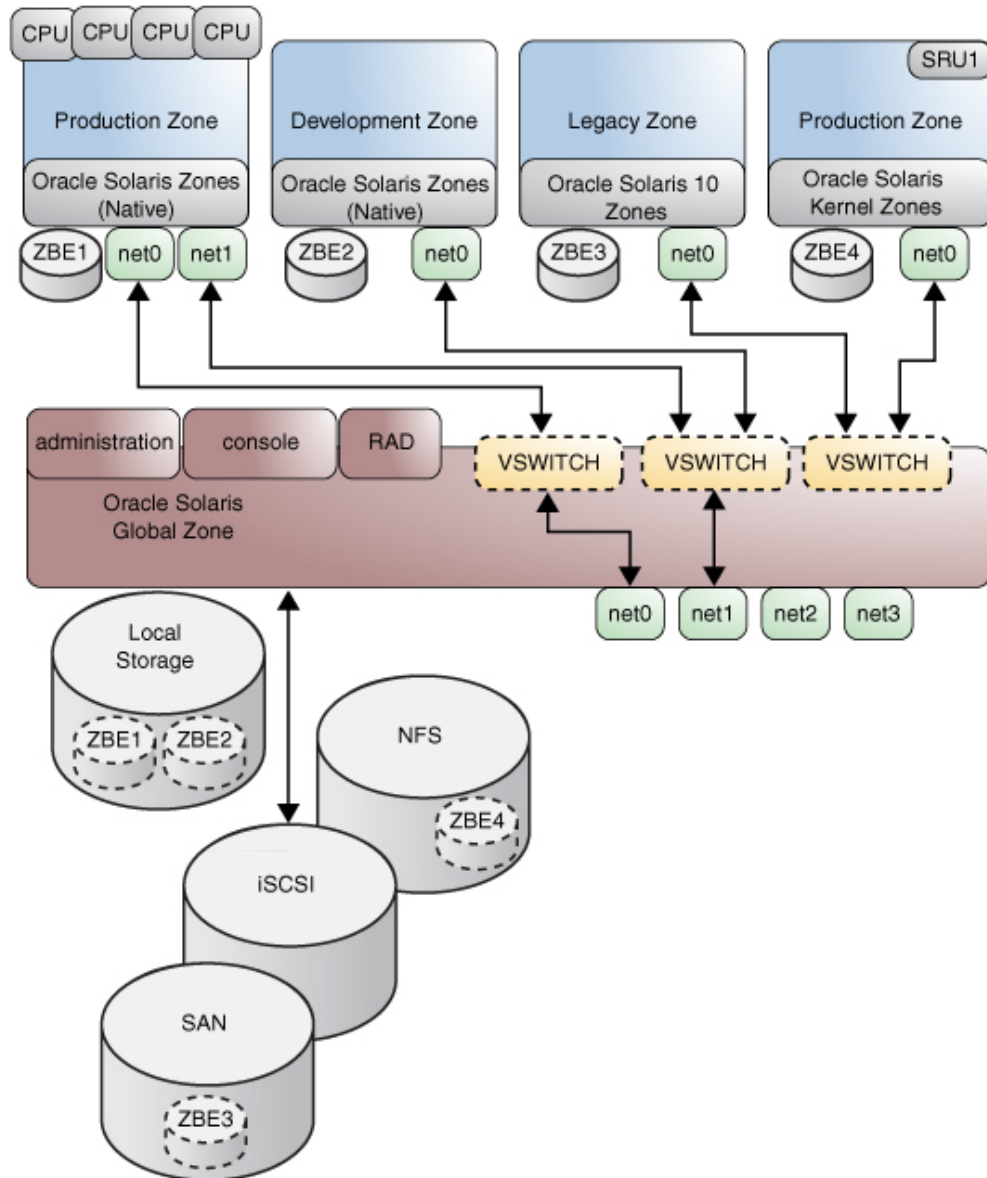 CPU
CPU
CPU
CPU
Production Zone
Oracle Solaris Zones
(Native)
ZBE1
net0
net1
Development Zone
Oracle Solaris Zones
(Native)
ZBE2
net0
Legacy Zone
Oracle Solaris 10
Zones
ZBE3
net0
SRU1
Production Zone
Oracle Solaris
Kernel Zones
ZBE4
net0
administration
console
RAD
VSWITCH
VSWITCH
VSWITCH
Oracle Solaris
Global Zone
net0
net1
net2
net3
Local
Storage
ZBE1
ZBE2
NFS
ZBE4
iSCSI
SAN
ZBE3